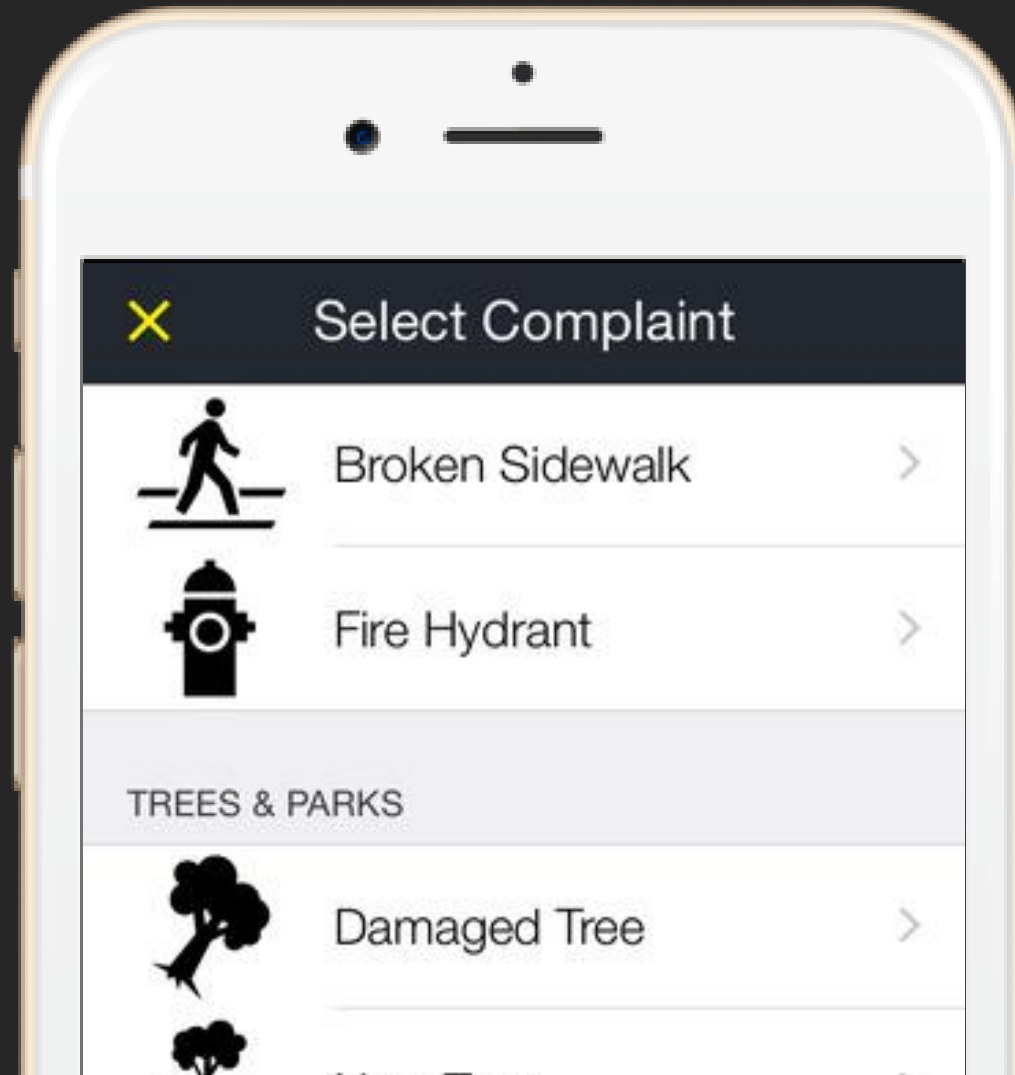 Select Complaint
Broken Sidewalk
Fire Hydrant
TREES & PARKS
Damaged Tree